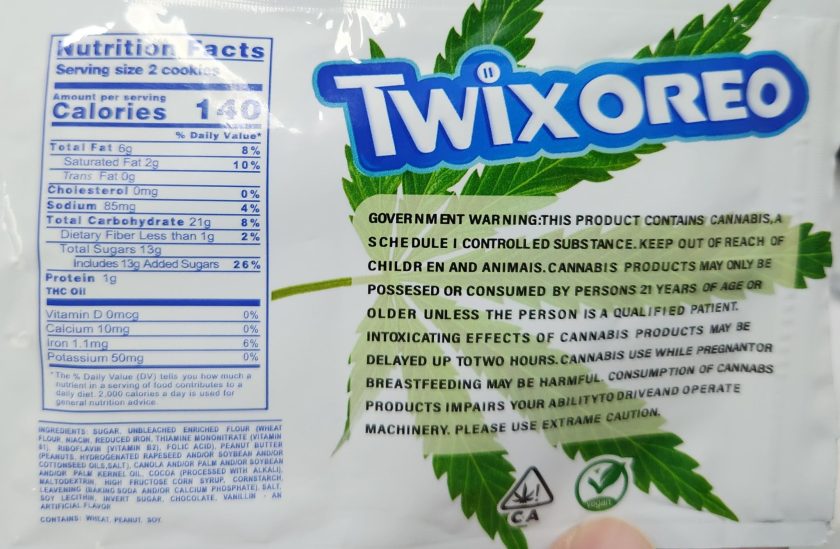 Nutrition Facts
Serving size 2 cookies
Amount per serving
Calories 140
% Daily Value*
Total Fat 6g 8%
Saturated Fat 2g 10%
Trans Fat 0g
Cholesterol 0mg 0%
Sodium 85mg 4%
Total Carbohydrate 21g 8%
Dietary Fiber Less than 1g 2%
Total Sugars 13g
Includes 13g Added Sugars 26%
Protein 1g
THC Oil
Vitamin D 0mcg 0%
Calcium 10mg 0%
Iron 1.1mg 6%
Potassium 50mg 0%
*The % Daily Value (DV) tells you how much a
nutrient in a serving of food contributes to a
daily diet. 2,000 calories a day is used for
general nutrition advice.
INGREDIENTS: SUGAR, UNBLEACHED ENRICHED FLOUR (WHEAT
FLOUR, NIACIN, REDUCED IRON, THIAMINE MONONITRATE (VITAMIN
B1), RIBOFLAVIN [VITAMIN B2), FOLIC ACID), PEANUT BUTTER
(PEANUTS, HYDROGENATED RAPESEED AND/OR SOYBEAN AND/OR
COTTONSEED OILS,SALT), CANOLA AND/OR PALM AND/OR SOYBEAN
AND/OR PALM KERNEL OIL, COCOA (PROCESSED WITH ALKALI),
MALTODEXTRIN, HIGH FRUCTOSE CORN SYRUP, CORNSTARCH,
LEAVENING (BAKING SODA AND/OR CALCIUM PHOSPHATE), SALT,
SOY LECITHIN, INVERT SUGAR, CHOCOLATE, VANILLIN - AN
ARTIFICIAL FLAVOR
CONTAINS: WHEAT, PEANUT, SOY.
TWIX OREO
GOVERNMENT WARNING:THIS PRODUCT CONTAINS CANNABIS,A
SCHEDULE I CONTROLLED SUBSTANCE. KEEP OUT OF REACH OF
CHILDREN AND ANIMAIS. CANNABIS PRODUCTS MAY ONLY BE
POSSESED OR CONSUMED BY PERSONS 21 YEARS OF AGE OR
OLDER UNLESS THE PERSON IS A QUALIFIED PATIENT.
INTOXICATING EFFECTS OF CANNABIS PRODUCTS MAY BE
DELAYED UP TOTWO HOURS. CANNABIS USE WHILE PREGNANTOR
BREASTFEEDING MAY BE HARMFUL. CONSUMPTION OF CANNABS
PRODUCTS IMPAIRS YOUR ABILITYTO DRIVEAND OPERATE
MACHINERY. PLEASE USE EXTRAME CAUTION.
!
CA
Vegan